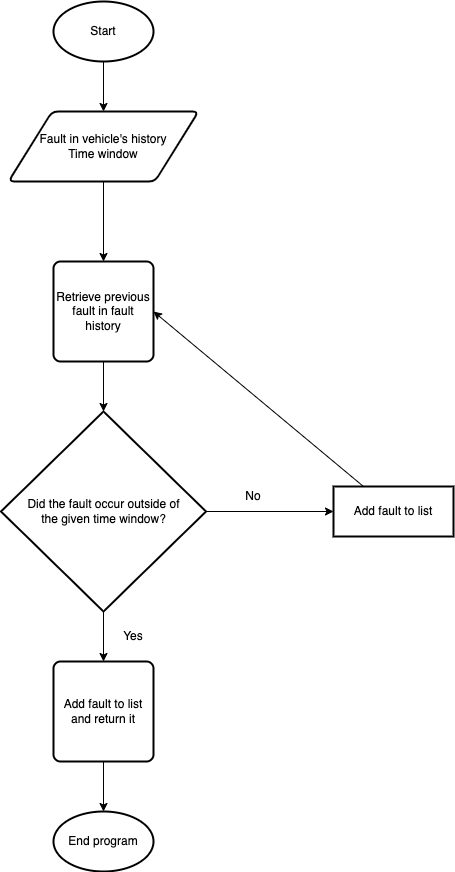 Start
Fault in vehicle's history
Time window
Retrieve previous
fault in fault
history
Did the fault occur outside of
the given time window?
No
Add fault to list
Yes
Add fault to list
and return it
End program